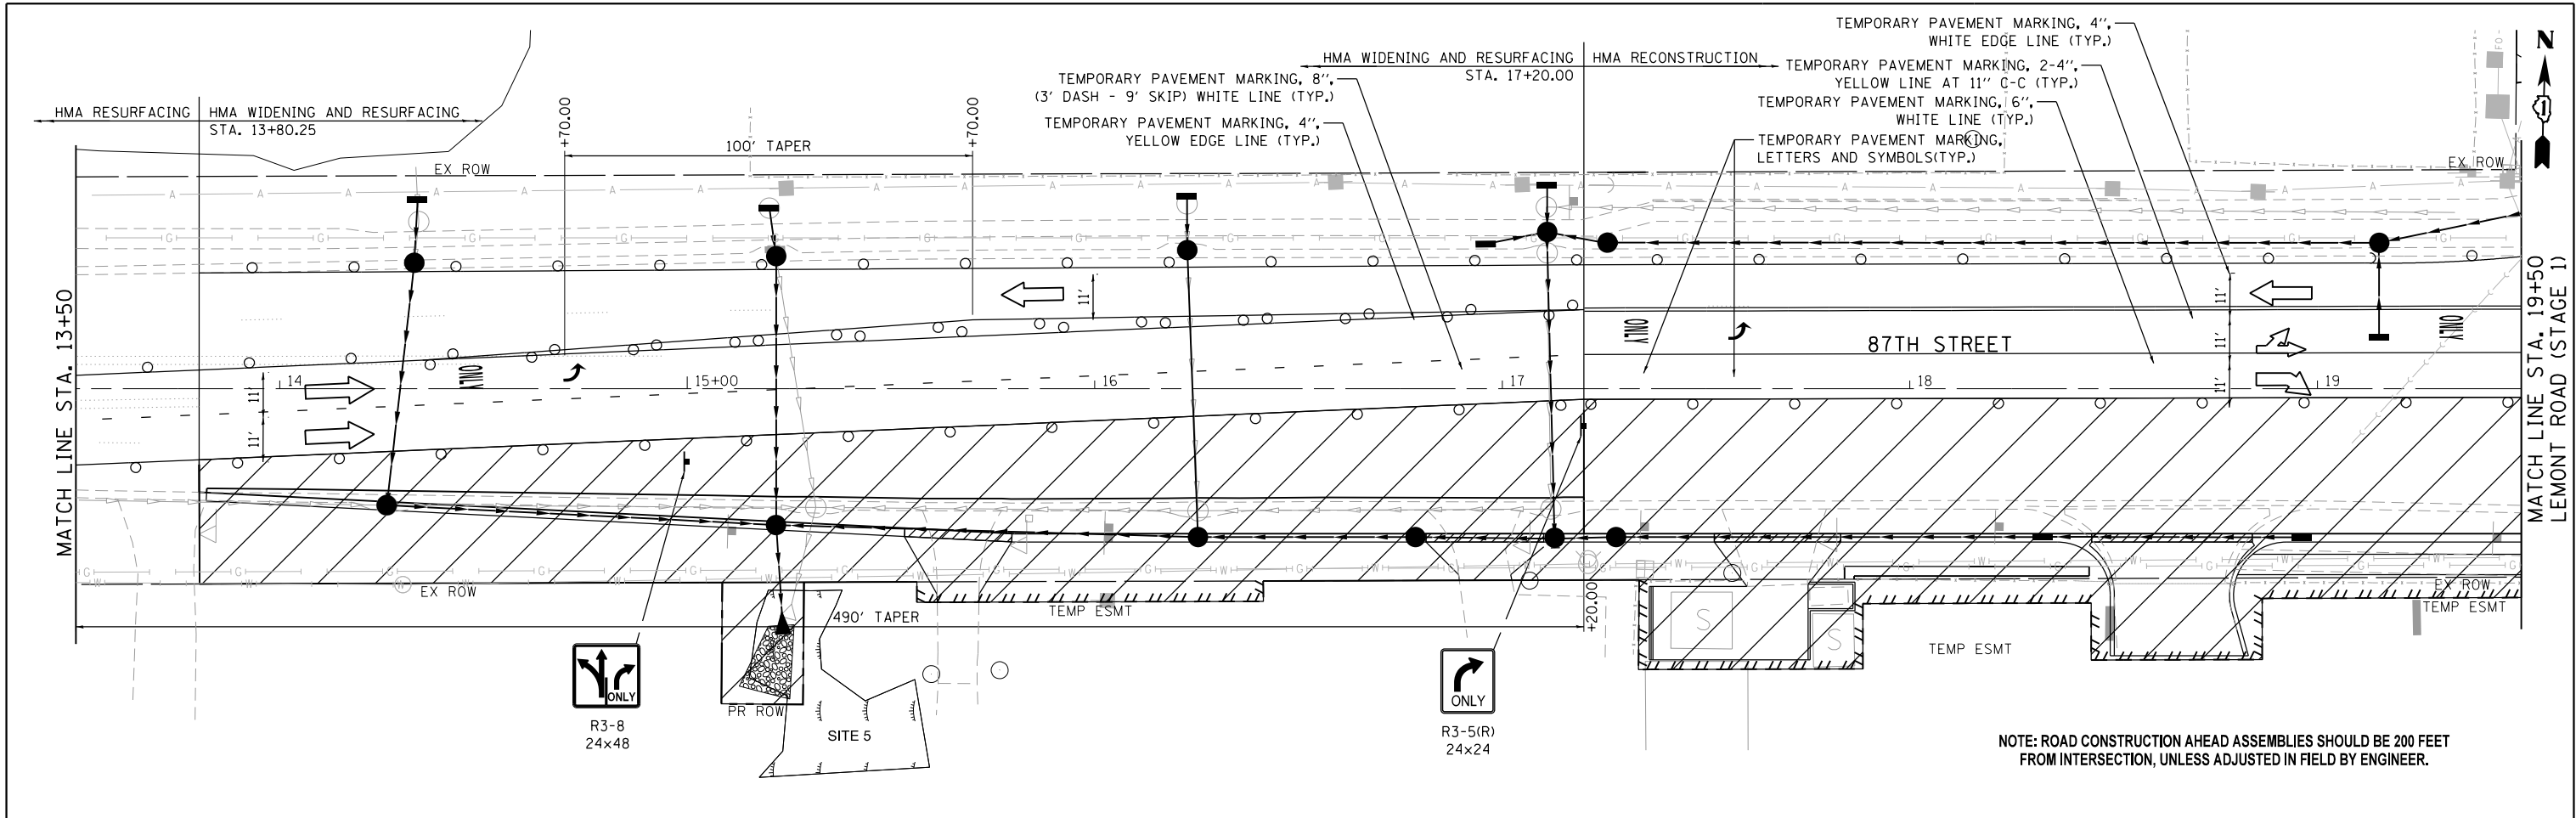 TEMPORARY PAVEMENT MARKING, 4",
WHITE EDGE LINE (TYP.)
N
HMA WIDENING AND RESURFACING
STA. 17+20.00
HMA RECONSTRUCTION
TEMPORARY PAVEMENT MARKING, 2-4",
YELLOW LINE AT 11" C-C (TYP.)
TEMPORARY PAVEMENT MARKING, 8",
(3' DASH - 9' SKIP) WHITE LINE (TYP.)
TEMPORARY PAVEMENT MARKING, 6",
WHITE LINE (TYP.)
HMA RESURFACING
HMA WIDENING AND RESURFACING
STA. 13+80.25
+70.00
+70.00
100' TAPER
TEMPORARY PAVEMENT MARKING, 4",
YELLOW EDGE LINE (TYP.)
TEMPORARY PAVEMENT MARKING,
LETTERS AND SYMBOLS(TYP.)
EX ROW
EX ROW
MATCH LINE STA. 13+50
11'
11'
11'
ONLY
ONLY
87TH STREET
11'
11'
11'
ONLY
14
15+00
16
17
18
19
MATCH LINE STA. 19+50
LEMONT ROAD (STAGE 1)
EX ROW
EX ROW
490' TAPER
TEMP ESMT
+20.00
TEMP ESMT
TEMP ESMT
S
S
ONLY
R3-8
24x48
PR ROW
SITE 5
ONLY
R3-5(R)
24x24
NOTE: ROAD CONSTRUCTION AHEAD ASSEMBLIES SHOULD BE 200 FEET
FROM INTERSECTION, UNLESS ADJUSTED IN FIELD BY ENGINEER.